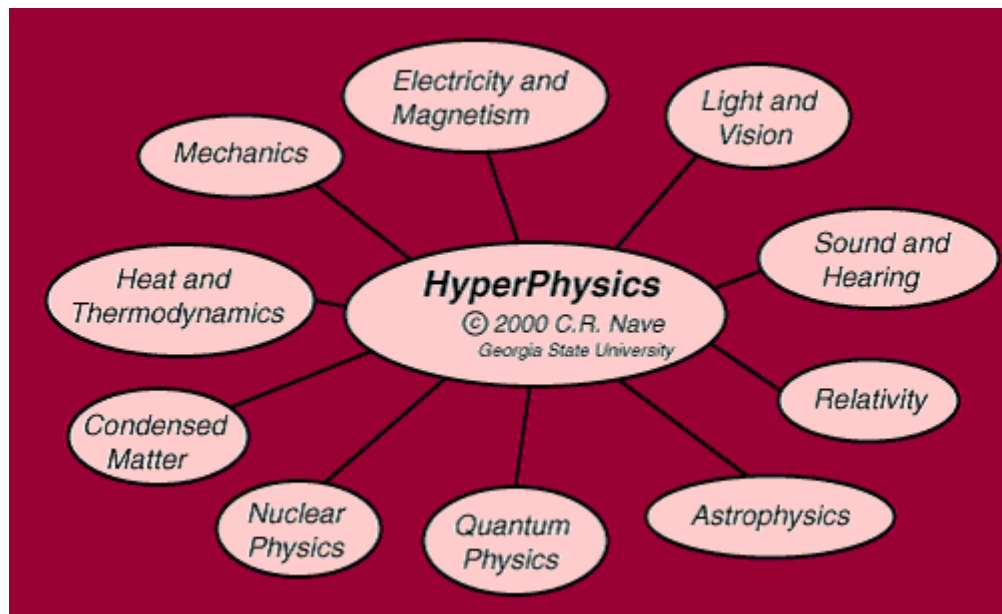 Electricity and
Magnetism
Light and
Vision
Mechanics
Sound and
Hearing
Heat and
Thermodynamics
HyperPhysics
© 2000 C.R. Nave
Georgia State University
Relativity
Condensed
Matter
Nuclear
Physics
Quantum
Physics
Astrophysics